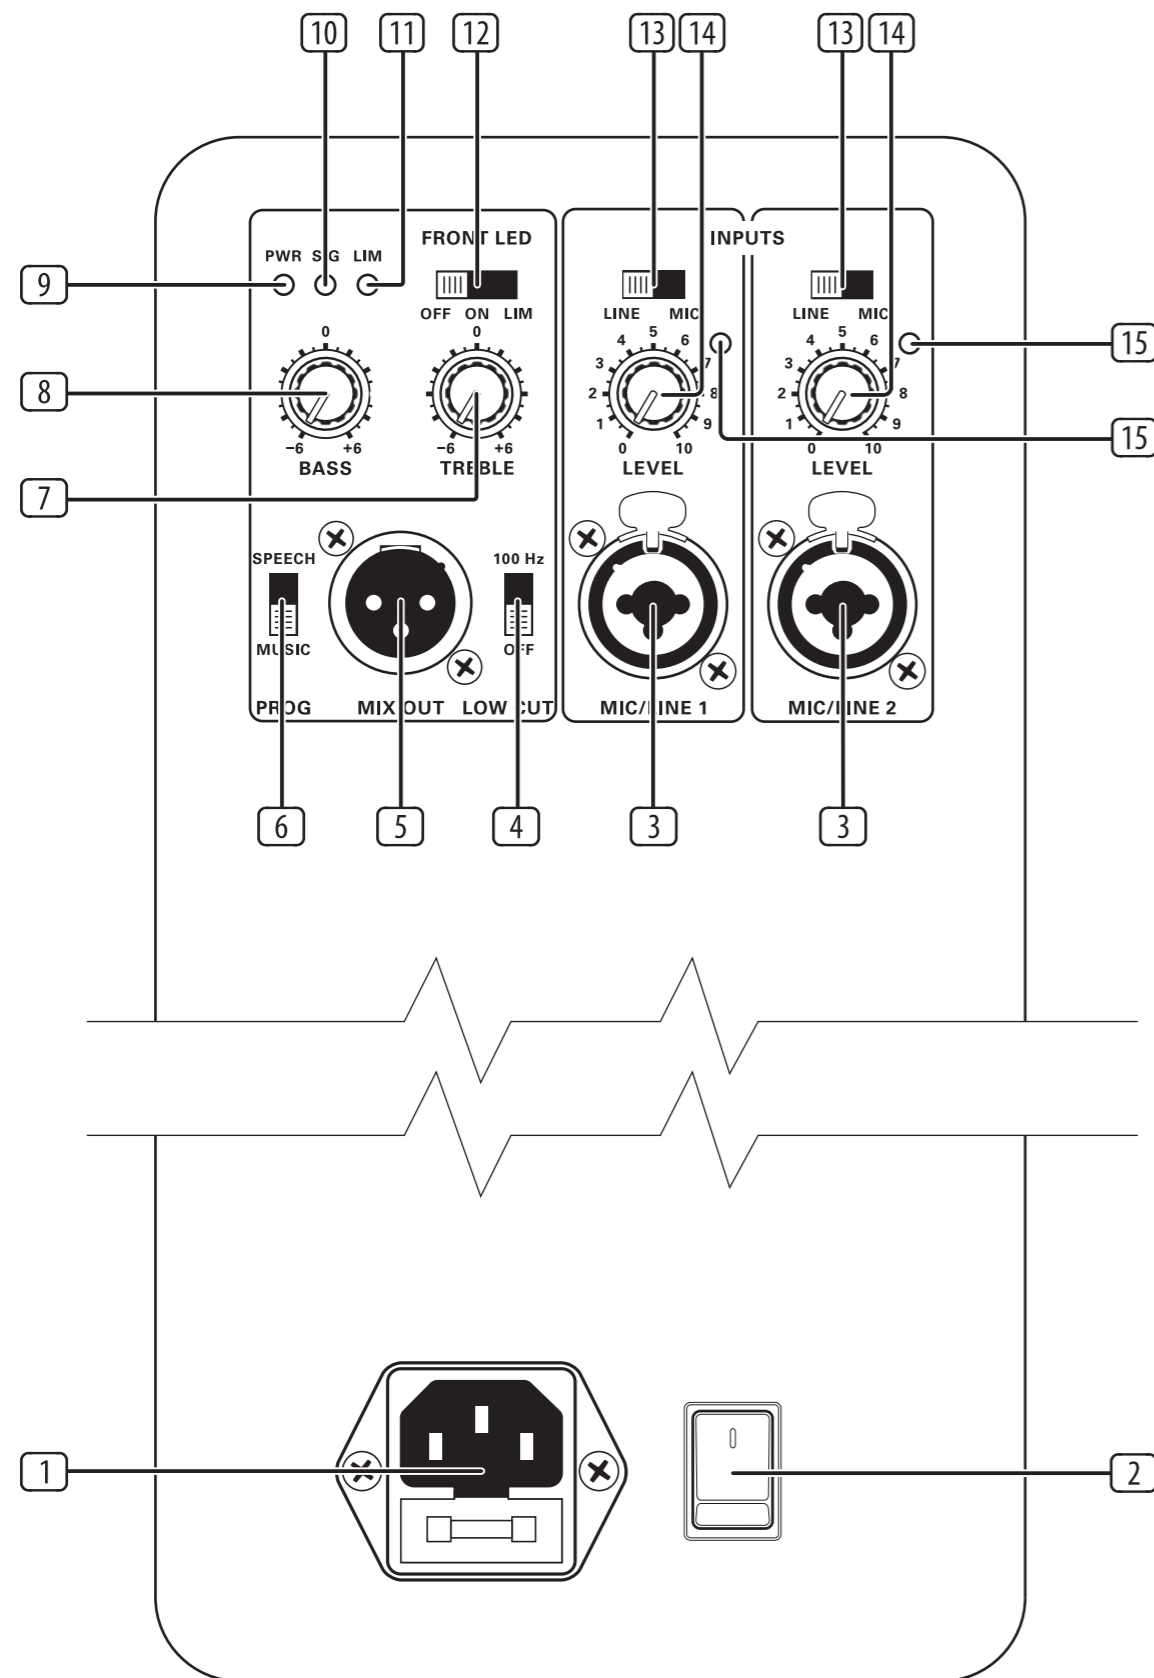 10 11 12 13 14 13 14
FRONT LED INPUTS
PWR SIG LIM
9
OFF ON LIM LINE MIC LINE MIC
15
0 0
0 1 2 3 4 5 6 7 8 9 10
0 1 2 3 4 5 6 7 8 9 10
8
15
−6 +6 −6 +6
BASS TREBLE LEVEL LEVEL
7
SPEECH 100 Hz
MUSIC OFF
PROG MIX OUT LOW CUT MIC/LINE 1 MIC/LINE 2
6 5 4 3 3
1 2